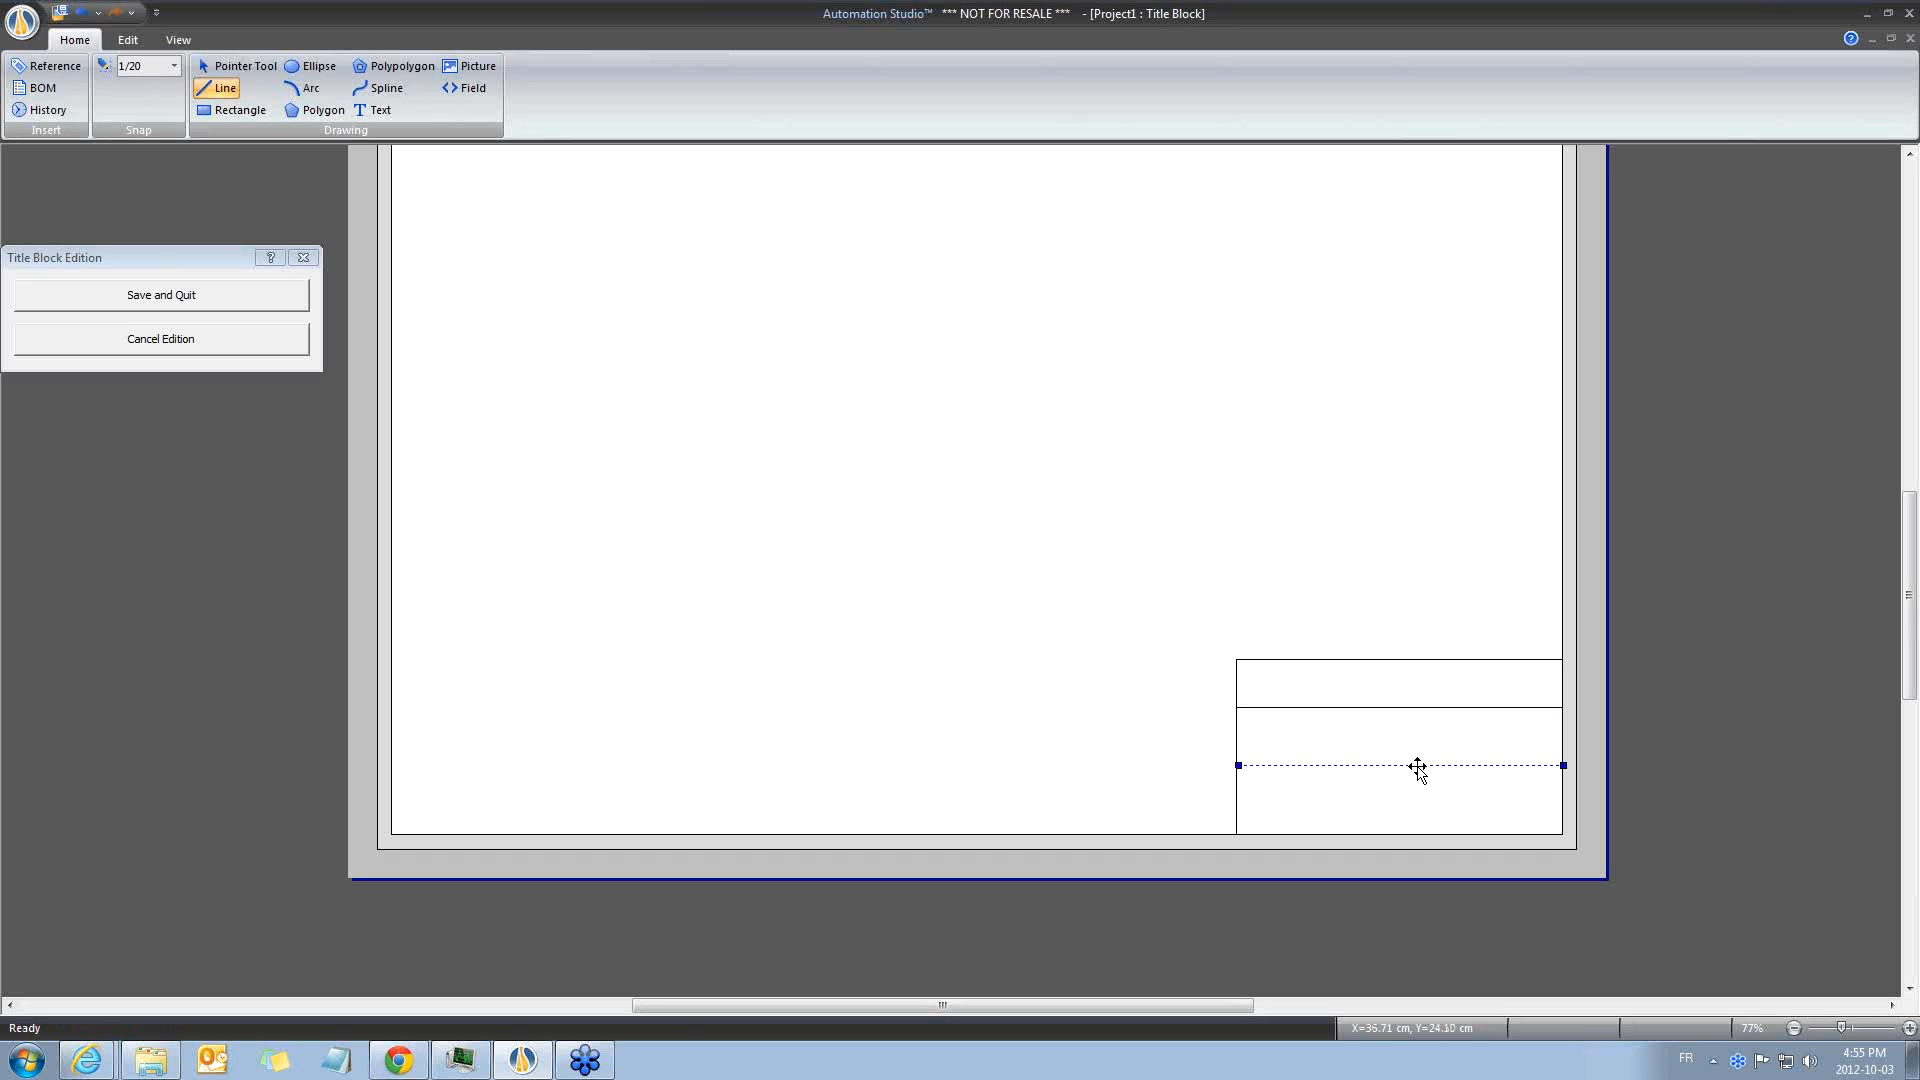 Automation Studio™ *** NOT FOR RESALE *** - [Project1 : Title Block]
Home Edit View
Reference 1/20 Pointer Tool Ellipse Polypolygon Picture
BOM Line Arc Spline Field
History Rectangle Polygon Text
Insert Snap Drawing
Title Block Edition
Save and Quit
Cancel Edition
Ready X=36.71 cm, Y=24.10 cm 77%
FR 4:55 PM
2012-10-03